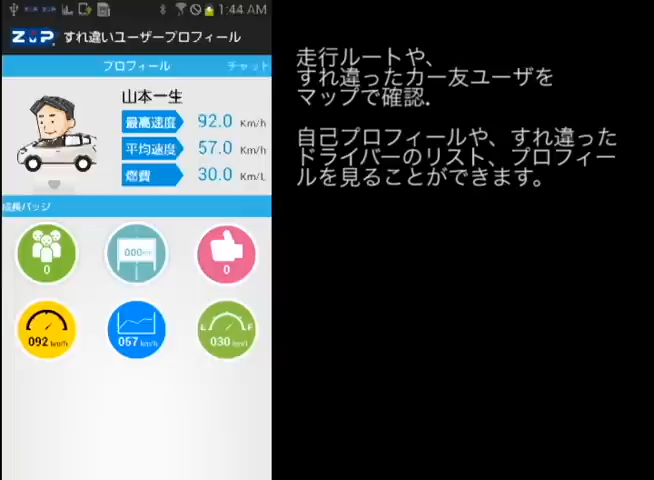 1:44 AM
ZUP すれ違いユーザープロフィール
プロフィール
チャット
山本一生
最高速度 92.0 Km/h
平均速度 57.0 Km/h
燃費 30.0 Km/L
成長バッジ
0
000km
0
092 km/h
057 km/h
E F
030 km/l
走行ルートや、
すれ違ったカー友ユーザを
マップで確認.
自己プロフィールや、すれ違った
ドライバーのリスト、プロフィー
ルを見ることができます。